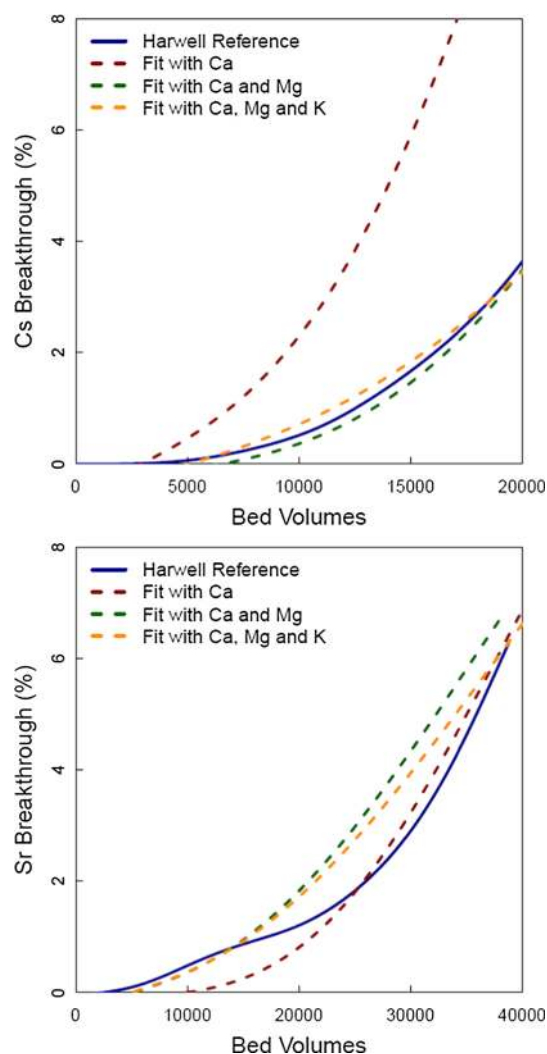 8
Harwell Reference
Fit with Ca
Fit with Ca and Mg
Fit with Ca, Mg and K
6
4
2
0
Cs Breakthrough (%)
0 5000 10000 15000 20000
Bed Volumes
8
Harwell Reference
Fit with Ca
Fit with Ca and Mg
Fit with Ca, Mg and K
6
4
2
0
Sr Breakthrough (%)
0 10000 20000 30000 40000
Bed Volumes